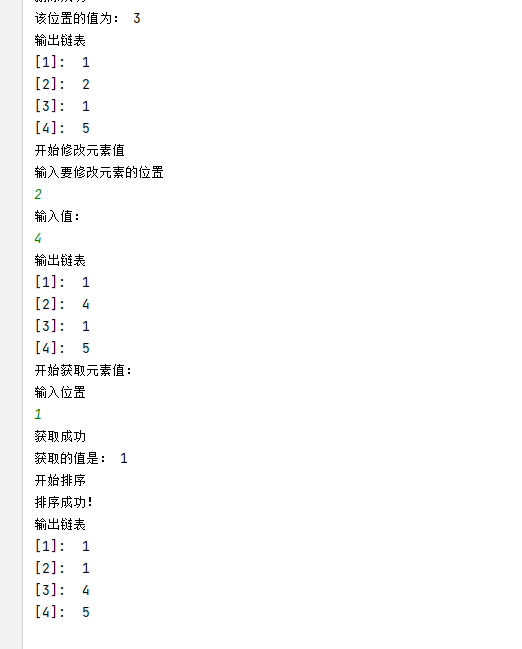 该位置的值为： 3
输出链表
[1]:  1
[2]:  2
[3]:  1
[4]:  5
开始修改元素值
输入要修改元素的位置
2
输入值：
4
输出链表
[1]:  1
[2]:  4
[3]:  1
[4]:  5
开始获取元素值：
输入位置
1
获取成功
获取的值是： 1
开始排序
排序成功!
输出链表
[1]:  1
[2]:  1
[3]:  4
[4]:  5